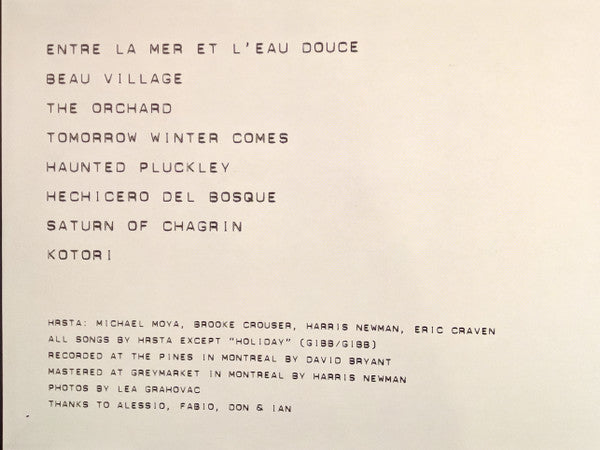 ENTRE LA MER ET L'EAU DOUCE
BEAU VILLAGE
THE ORCHARD
TOMORROW WINTER COMES
HAUNTED PLUCKLEY
HECHICERO DEL BOSQUE
SATURN OF CHAGRIN
KOTORI
HRSTA: MICHAEL MOYA, BROOKE CROUSER, HARRIS NEWMAN, ERIC CRAVEN
ALL SONGS BY HRSTA EXCEPT "HOLIDAY" (GIBB/GIBB)
RECORDED AT THE PINES IN MONTREAL BY DAVID BRYANT
MASTERED AT GREYMARKET IN MONTREAL BY HARRIS NEWMAN
PHOTOS BY LEA GRAHOVAC
THANKS TO ALESSIO, FABIO, DON & IAN